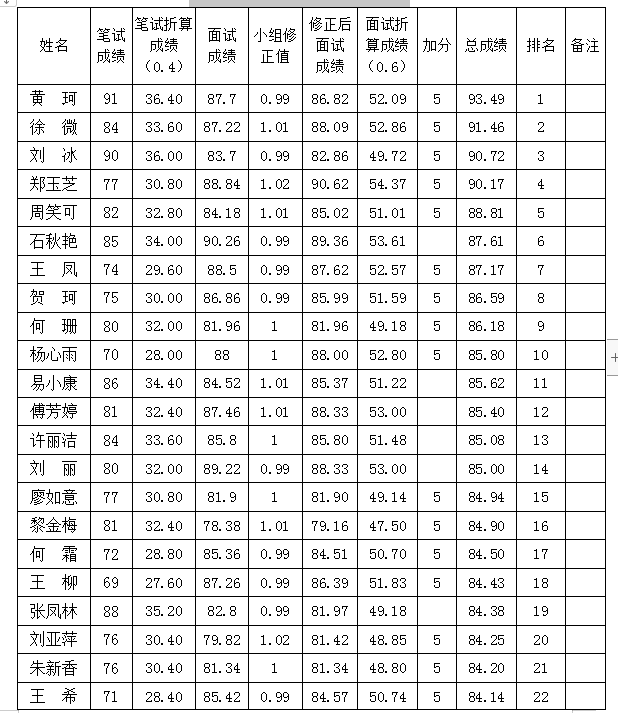 姓名 笔试成绩 笔试折算成绩（0.4） 面试成绩 小组修正值 修正后面试成绩 面试折算成绩（0.6） 加分 总成绩 排名 备注
黄 珂 91 36.40 87.7 0.99 86.82 52.09 5 93.49 1
徐 微 84 33.60 87.22 1.01 88.09 52.86 5 91.46 2
刘 冰 90 36.00 83.7 0.99 82.86 49.72 5 90.72 3
郑玉芝 77 30.80 88.84 1.02 90.62 54.37 5 90.17 4
周笑可 82 32.80 84.18 1.01 85.02 51.01 5 88.81 5
石秋艳 85 34.00 90.26 0.99 89.36 53.61 87.61 6
王 凤 74 29.60 88.5 0.99 87.62 52.57 5 87.17 7
贺 珂 75 30.00 86.86 0.99 85.99 51.59 5 86.59 8
何 珊 80 32.00 81.96 1 81.96 49.18 5 86.18 9
杨心雨 70 28.00 88 1 88.00 52.80 5 85.80 10
易小康 86 34.40 84.52 1.01 85.37 51.22 85.62 11
傅芳婷 81 32.40 87.46 1.01 88.33 53.00 85.40 12
许丽洁 84 33.60 85.8 1 85.80 51.48 85.08 13
刘 丽 80 32.00 89.22 0.99 88.33 53.00 85.00 14
廖如意 77 30.80 81.9 1 81.90 49.14 5 84.94 15
黎金梅 81 32.40 78.38 1.01 79.16 47.50 5 84.90 16
何 霜 72 28.80 85.36 0.99 84.51 50.70 5 84.50 17
王 柳 69 27.60 87.26 0.99 86.39 51.83 5 84.43 18
张凤林 88 35.20 82.8 0.99 81.97 49.18 84.38 19
刘亚萍 76 30.40 79.82 1.02 81.42 48.85 5 84.25 20
朱新香 76 30.40 81.34 1 81.34 48.80 5 84.20 21
王 希 71 28.40 85.42 0.99 84.57 50.74 5 84.14 22